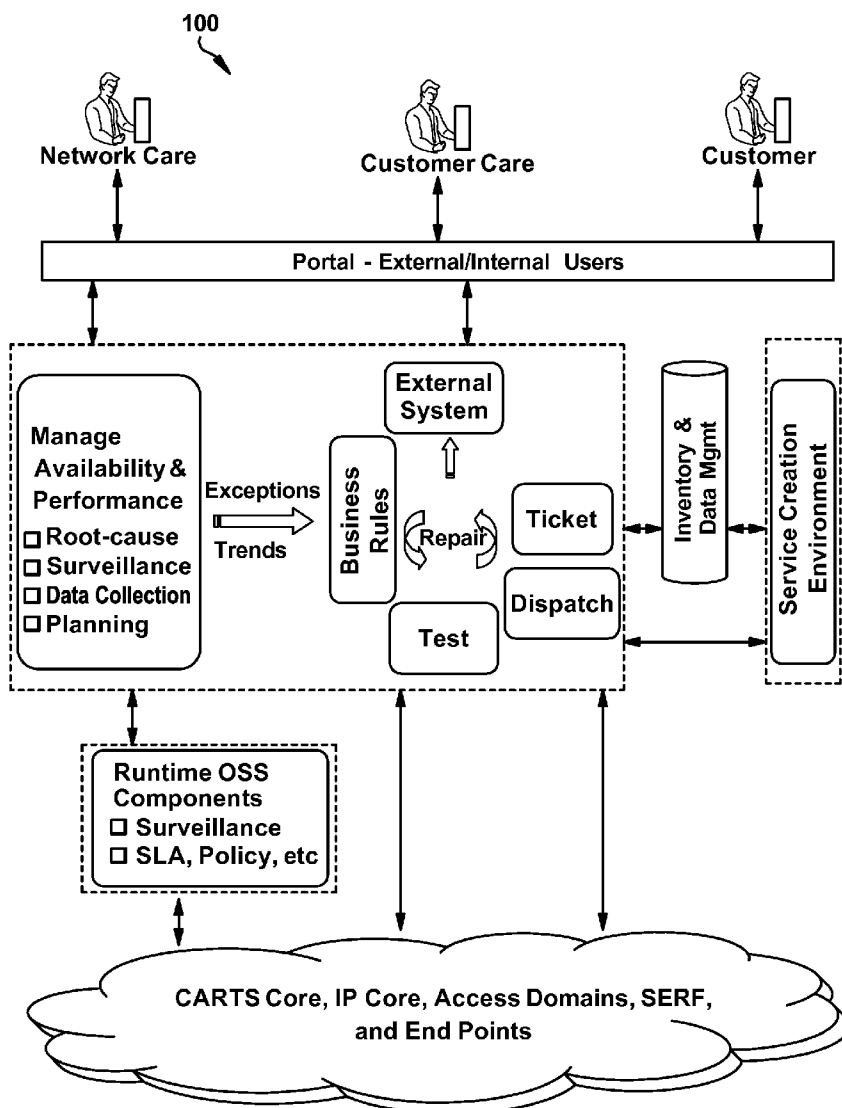 100
Network Care
Customer Care
Customer
Portal - External/Internal Users
Manage
Availability &
Performance
Root-cause
Surveillance
Data Collection
Planning
Exceptions
Trends
Business
Rules
External
System
Repair
Ticket
Dispatch
Test
Inventory &
Data Mgmt
Service Creation
Environment
Runtime OSS
Components
Surveillance
SLA, Policy, etc
CARTS Core, IP Core, Access Domains, SERF,
and End Points